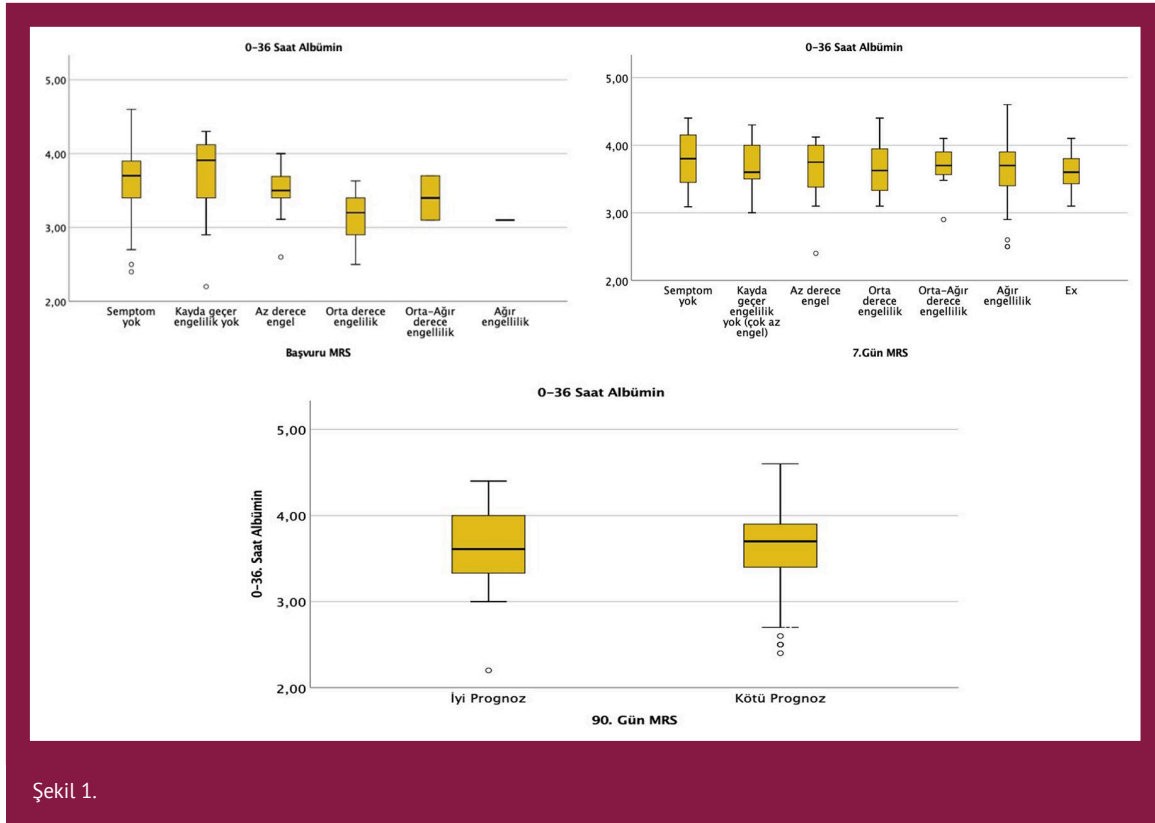 0-36 Saat Albümin
5,00
4,00
3,00
2,00
Semptom
yok
Kayda geçer
engelilik yok
Az derece
engel
Orta derece
engelilik
Orta-Ağır
derece
engellilik
Ağır
engellilik
Başvuru MRS
0-36 Saat Albümin
5,00
4,00
3,00
2,00
Semptom
yok
Kayda
geçer
engelilik
yok (çok az
engel)
Az derece
engel
Orta
derece
engelilik
Orta-Ağır
derece
engellilik
Ağır
engellilik
Ex
7.Gün MRS
0-36 Saat Albümin
0-36. Saat Albümin
5,00
4,00
3,00
2,00
İyi Prognoz
Kötü Prognoz
90. Gün MRS
Şekil 1.